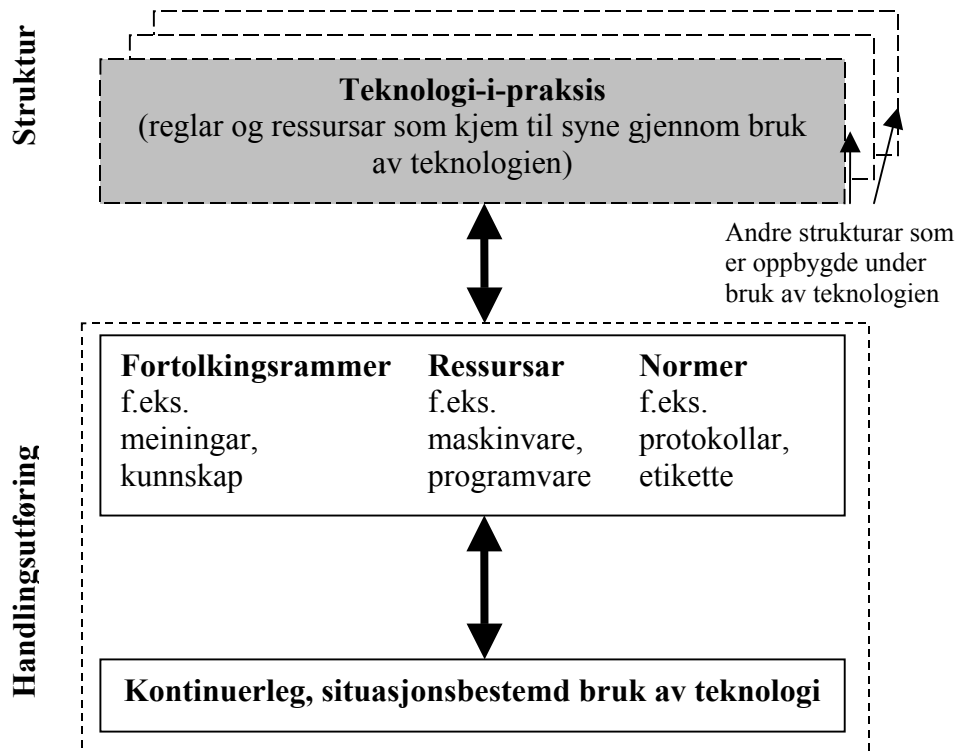 Struktur
Teknologi-i-praksis
(reglar og ressursar som kjem til syne gjennom bruk
av teknologien)
Andre strukturar som
er oppbygde under
bruk av teknologien
Handlingsutføring
Fortolkingsrammer
f.eks.
meiningar,
kunnskap
Ressursar
f.eks.
maskinvare,
programvare
Normer
f.eks.
protokollar,
etikette
Kontinuerleg, situasjonsbestemd bruk av teknologi